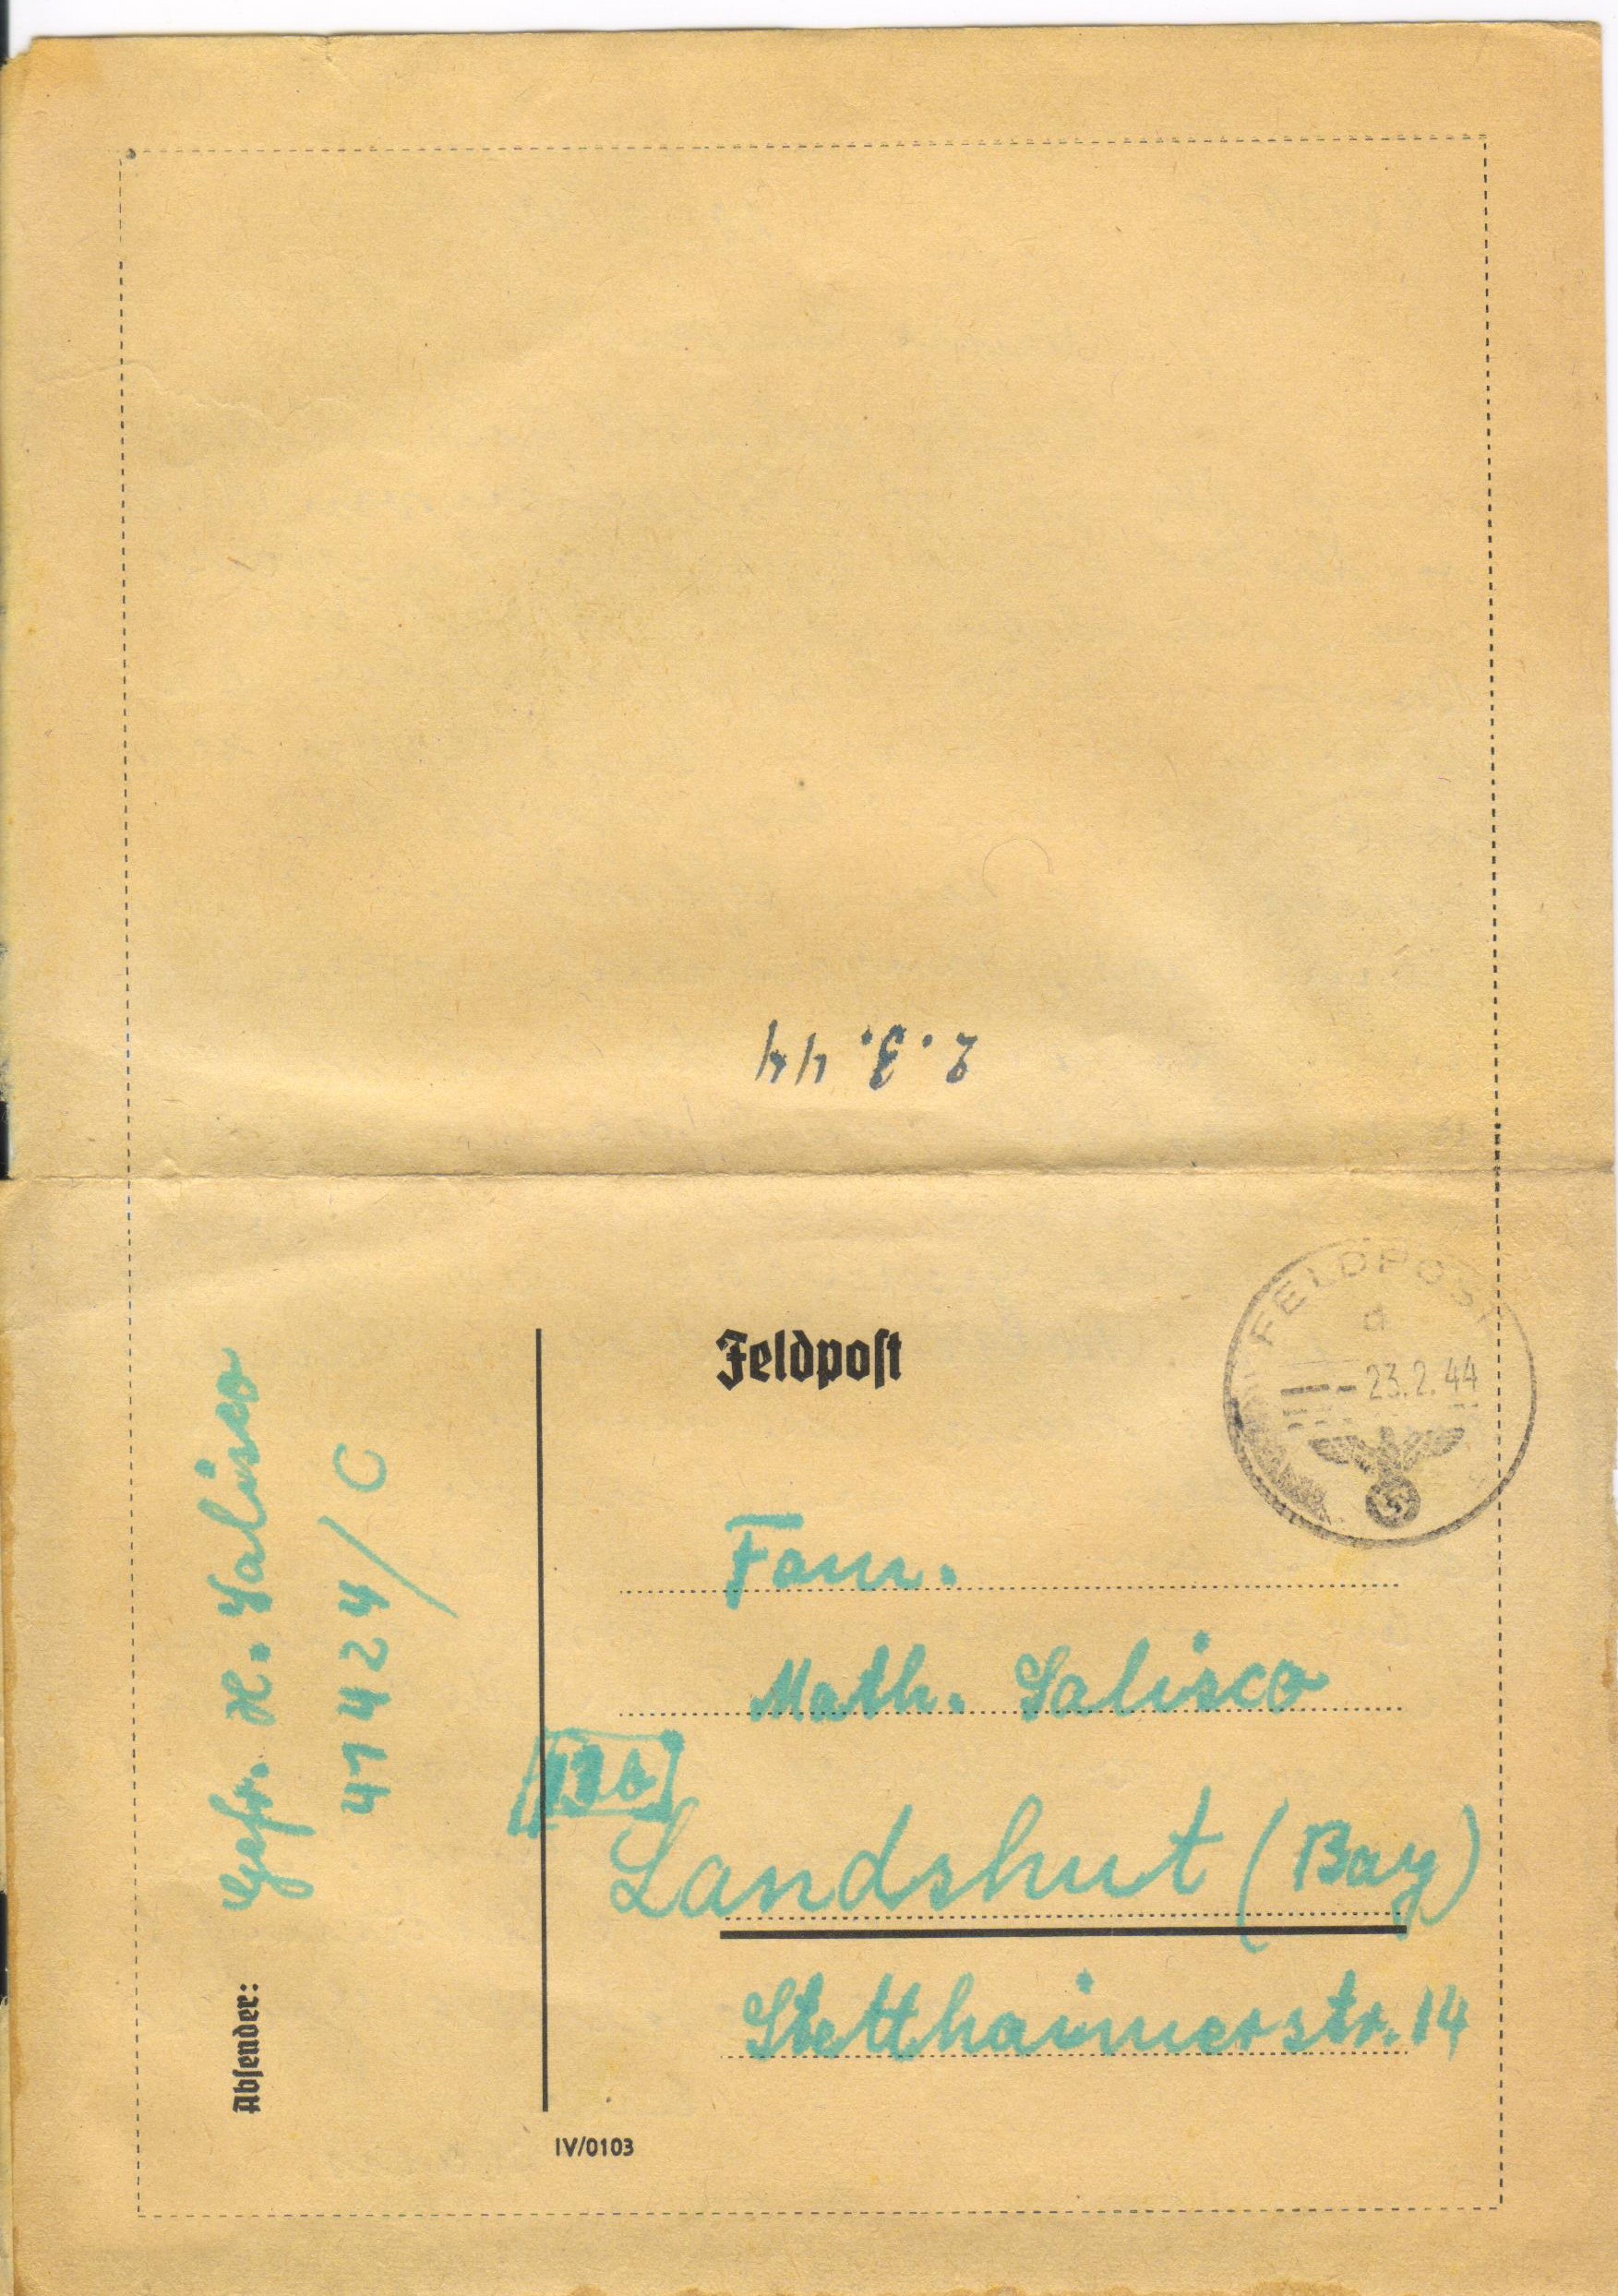 2.3.44
Feldpost
FELDPOST
a
23.2.44
Fam.
Math. Salisco
13b
Landshut (Bay)
Stetthaimerstr. 14
Absender:
Gefr. H. Salisco
41424/C
IV/0103